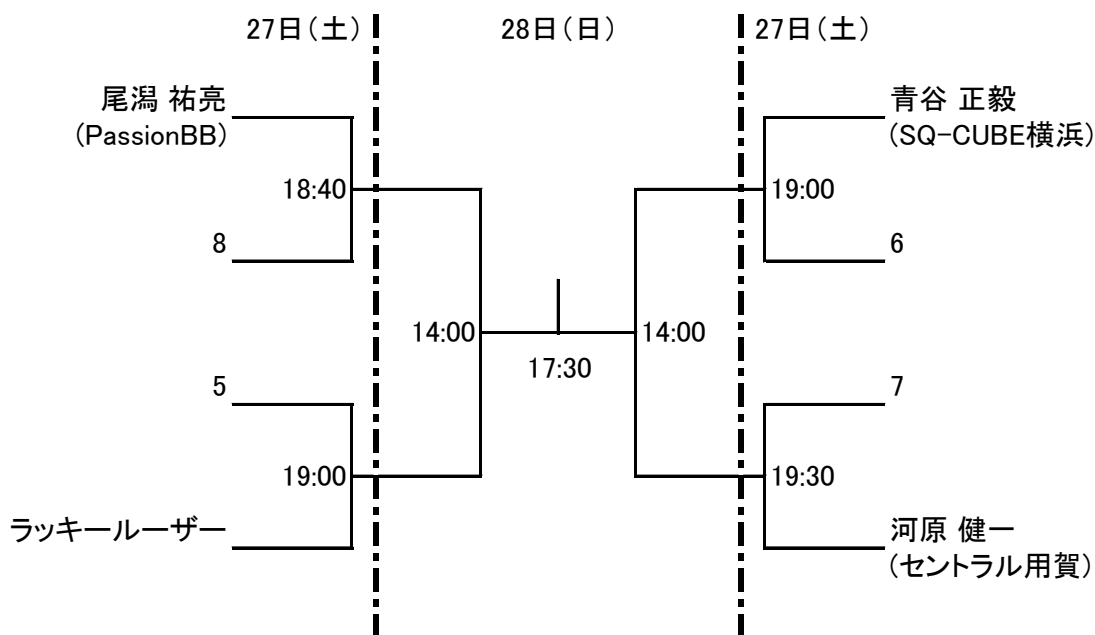 27日(土)
28日(日)
27日(土)
尾潟 祐亮
(PassionBB)
青谷 正毅
(SQ-CUBE横浜)
18:40
19:00
8
6
14:00
14:00
17:30
5
7
19:00
19:30
ラッキールーザー
河原 健一
(セントラル用賀)